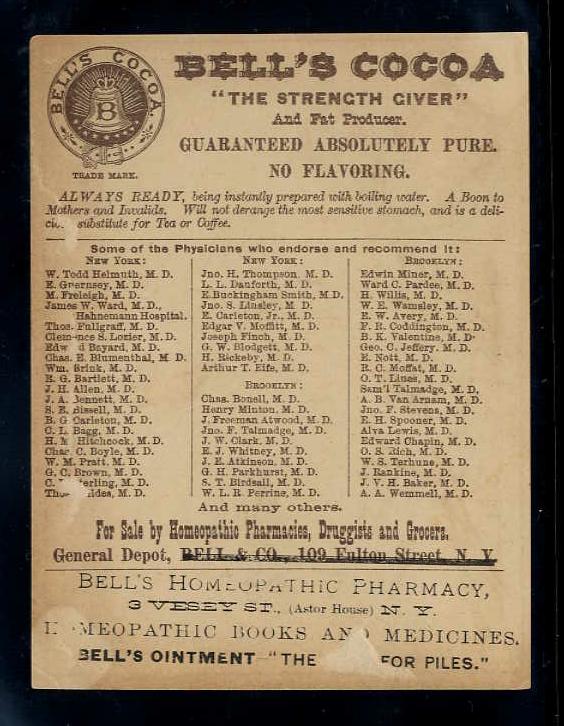 BELL'S COCOA.
B
TRADE MARK.
BELL'S COCOA
"THE STRENGTH GIVER"
And Fat Producer.
GUARANTEED ABSOLUTELY PURE.
NO FLAVORING.
ALWAYS READY, being instantly prepared with boiling water. A Boon to
Mothers and Invalids. Will not derange the most sensitive stomach, and is a deli-
substitute for Tea or Coffee.
Some of the Physicians who endorse and recommend it:
NEW YORK:
W. Todd Helmuth, M. D.
E. Guernsey, M. D.
M. Freleigh, M. D.
James W. Ward, M. D.,
Hahnemann Hospital.
Thos. Fullgraff, M. D.
S. Lozier, M. D.
Bayard, M. D.
Chas. E. Blumenthal, M. D.
Wm. Brink, M. D.
E. G. Bartlett, M. D.
J. H. Allen, M. D.
J. A. Bennett, M. D.
S. E. Bissell, M. D.
B. G. Carleton, M. D.
C. L. Bagg, M. D.
H. M. Hitchcock, M. D.
Chas. C. Boyle, M. D.
W. M. Pratt, M. D.
G. C. Brown, M. D.
C. M. D.
M. D.
NEW YORK:
Jno. H. Thompson, M. D.
L. L. Danforth, M. D.
E. Buckingham Smith, M. D.
Jno. S. Linsley, M. D.
E. Carleton, Jr., M. D.
Edgar V. Moffitt, M. D.
Joseph Finch, M. D.
G. W. Blodgett, M. D.
H. Rickeby, M. D.
Arthur T. Eife, M. D.
BROOKLYN:
Chas. Bonell, M. D.
Henry Minton, M. D.
J. Freeman Atwood, M. D.
Jno. F. Talmadge, M. D.
J. W. Clark, M. D.
E. J. Whitney, M. D.
J. E. Atkinson, M. D.
G. H. Parkhurst, M. D.
S. T. Birdsall, M. D.
W. L. R. Perrine, M. D.
BROOKLYN:
Edwin Miner, M. D.
Ward C. Pardee, M. D.
H. Willis, M. D.
W. E. Wamsley, M. D.
E. W. Avery, M. D.
F. R. Coddington, M. D.
B. K. Valentine, M. D.
Geo. C. Jeffery, M. D.
E. Nott, M. D.
R. C. Moffat, M. D.
O. T. Lines, M. D.
Sam'l Talmadge, M. D.
A. B. Van Arnam, M. D.
Jno. F. Stevens, M. D.
E. H. Spooner, M. D.
Alva Lewis, M. D.
Edward Chapin, M. D.
O. S. Rich, M. D.
W. S. Terhune, M. D.
J. Rankine, M. D.
J. V. H. Baker, M. D.
A. A. Wemmell, M. D.
And many others.
For Sale by Homeopathic Pharmacies, Druggists and Grocers.
General Depot, BELL & CO., 109 Fulton Street, N. Y.
BELL'S HOMEOPATHIC PHARMACY,
3 VESEY ST., (Astor House) N. Y.
HOMEOPATHIC BOOKS AND MEDICINES.
BELL'S OINTMENT "THE FOR PILES."